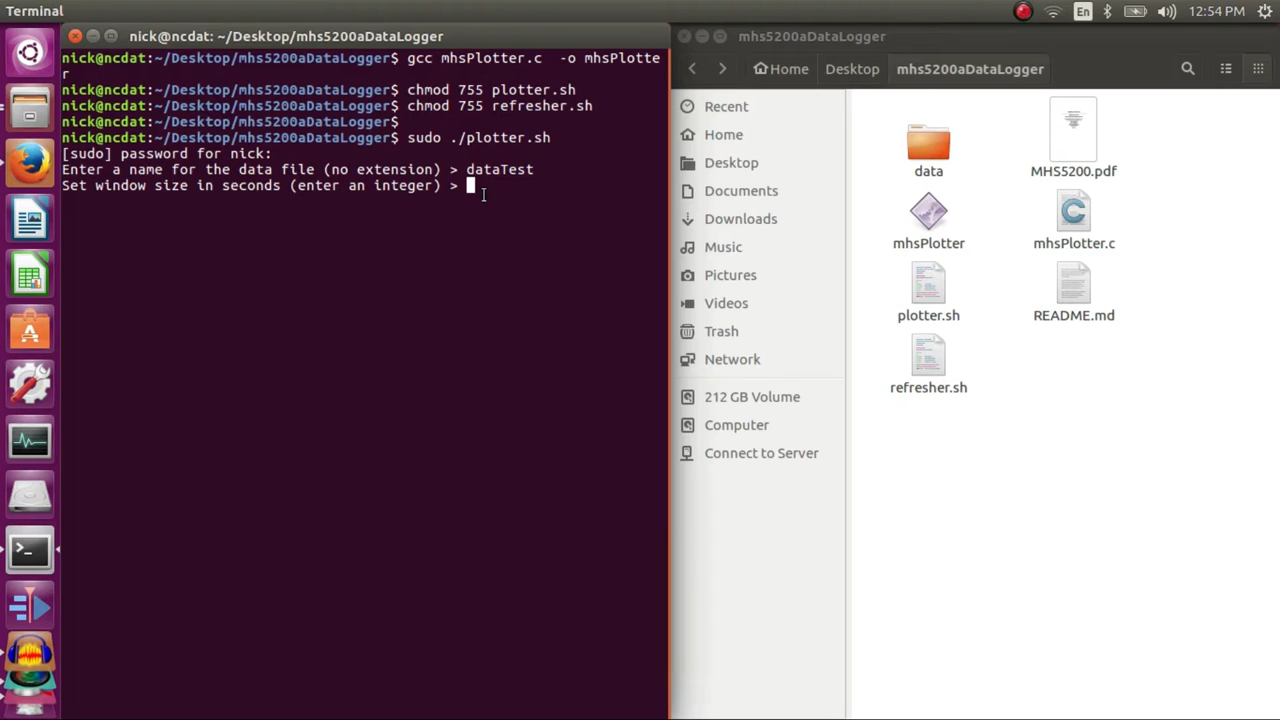 Terminal
En
12:54 PM
nick@ncdat: ~/Desktop/mhs5200aDataLogger
nick@ncdat:~/Desktop/mhs5200aDataLogger$ gcc mhsPlotter.c  -o mhsPlotte
r
nick@ncdat:~/Desktop/mhs5200aDataLogger$ chmod 755 plotter.sh
nick@ncdat:~/Desktop/mhs5200aDataLogger$ chmod 755 refresher.sh
nick@ncdat:~/Desktop/mhs5200aDataLogger$
nick@ncdat:~/Desktop/mhs5200aDataLogger$ sudo ./plotter.sh
[sudo] password for nick:
Enter a name for the data file (no extension) > dataTest
Set window size in seconds (enter an integer) >
mhs5200aDataLogger
Home
Desktop
mhs5200aDataLogger
Recent
Home
Desktop
Documents
Downloads
Music
Pictures
Videos
Trash
Network
212 GB Volume
Computer
Connect to Server
data
MHS5200.pdf
mhsPlotter
mhsPlotter.c
plotter.sh
README.md
refresher.sh